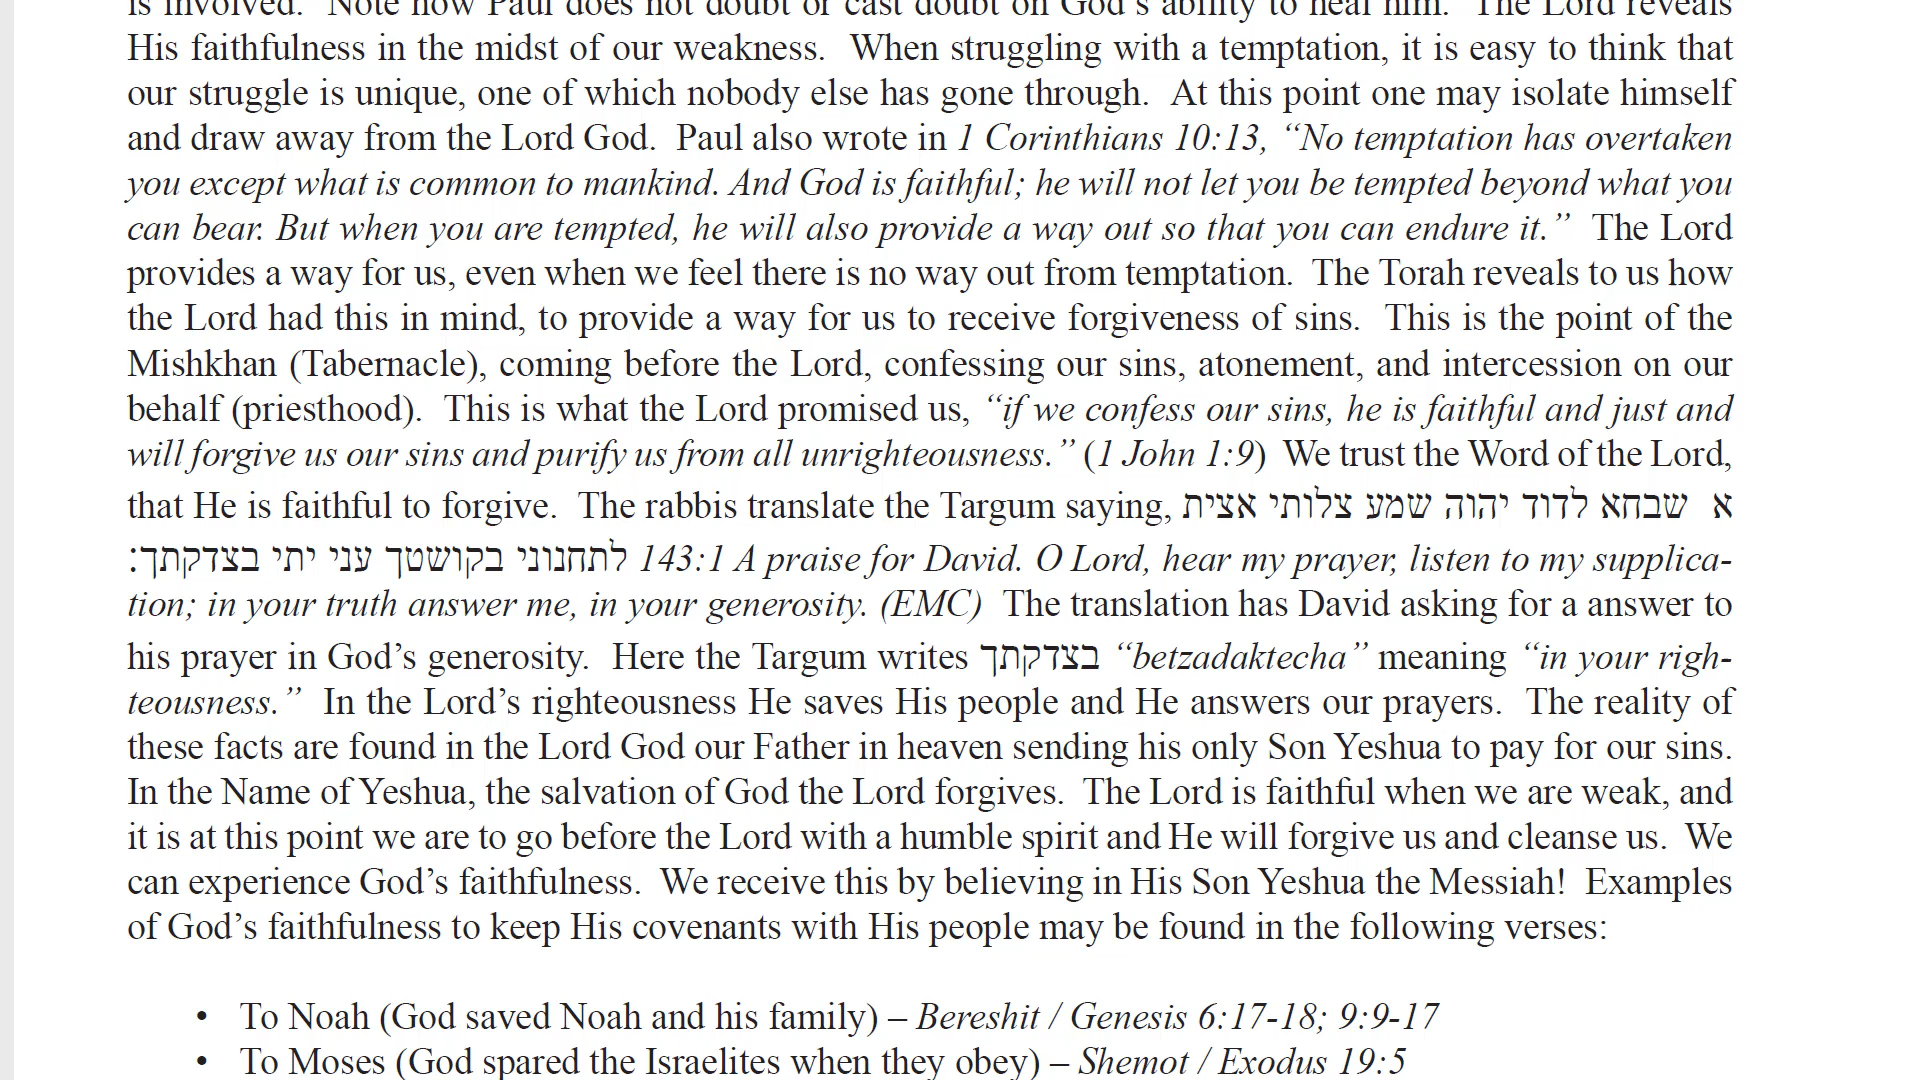 is involved. Note how Paul does not doubt or cast doubt on God’s ability to heal him. The Lord reveals
His faithfulness in the midst of our weakness. When struggling with a temptation, it is easy to think that
our struggle is unique, one of which nobody else has gone through. At this point one may isolate himself
and draw away from the Lord God. Paul also wrote in 1 Corinthians 10:13, “No temptation has overtaken
you except what is common to mankind. And God is faithful; he will not let you be tempted beyond what you
can bear. But when you are tempted, he will also provide a way out so that you can endure it.” The Lord
provides a way for us, even when we feel there is no way out from temptation. The Torah reveals to us how
the Lord had this in mind, to provide a way for us to receive forgiveness of sins. This is the point of the
Mishkhan (Tabernacle), coming before the Lord, confessing our sins, atonement, and intercession on our
behalf (priesthood). This is what the Lord promised us, “if we confess our sins, he is faithful and just and
will forgive us our sins and purify us from all unrighteousness.” (1 John 1:9) We trust the Word of the Lord,
that He is faithful to forgive. The rabbis translate the Targum saying, א שבחא לדוד יהוה שמע צלותי אצית
לתחנוני בקושטך עני יתי בצדקתך: 143:1 A praise for David. O Lord, hear my prayer, listen to my supplica-
tion; in your truth answer me, in your generosity. (EMC) The translation has David asking for a answer to
his prayer in God’s generosity. Here the Targum writes בצדקתך “betzadaktecha” meaning “in your righ-
teousness.” In the Lord’s righteousness He saves His people and He answers our prayers. The reality of
these facts are found in the Lord God our Father in heaven sending his only Son Yeshua to pay for our sins.
In the Name of Yeshua, the salvation of God the Lord forgives. The Lord is faithful when we are weak, and
it is at this point we are to go before the Lord with a humble spirit and He will forgive us and cleanse us. We
can experience God’s faithfulness. We receive this by believing in His Son Yeshua the Messiah! Examples
of God’s faithfulness to keep His covenants with His people may be found in the following verses:
• To Noah (God saved Noah and his family) – Bereshit / Genesis 6:17-18; 9:9-17
• To Moses (God spared the Israelites when they obey) – Shemot / Exodus 19:5